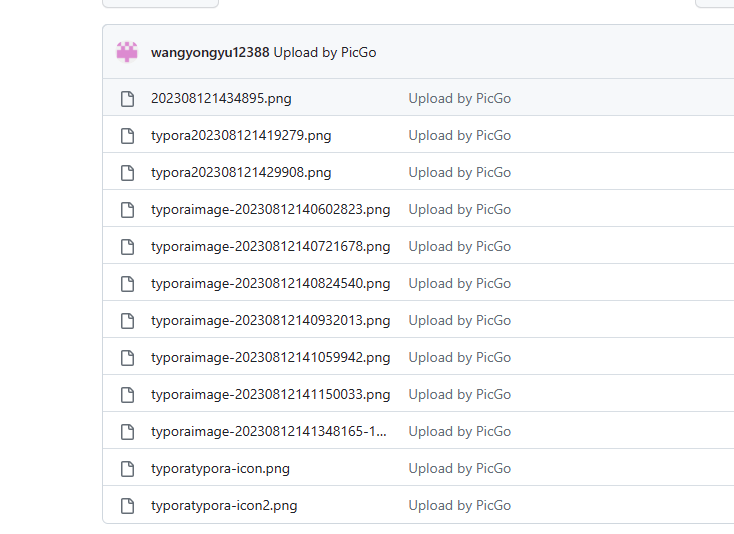 wangyongyu12388 Upload by PicGo
202308121434895.png Upload by PicGo
typora202308121419279.png Upload by PicGo
typora202308121429908.png Upload by PicGo
typoraimage-20230812140602823.png Upload by PicGo
typoraimage-20230812140721678.png Upload by PicGo
typoraimage-20230812140824540.png Upload by PicGo
typoraimage-20230812140932013.png Upload by PicGo
typoraimage-20230812141059942.png Upload by PicGo
typoraimage-20230812141150033.png Upload by PicGo
typoraimage-20230812141348165-1... Upload by PicGo
typoratypora-icon.png Upload by PicGo
typoratypora-icon2.png Upload by PicGo